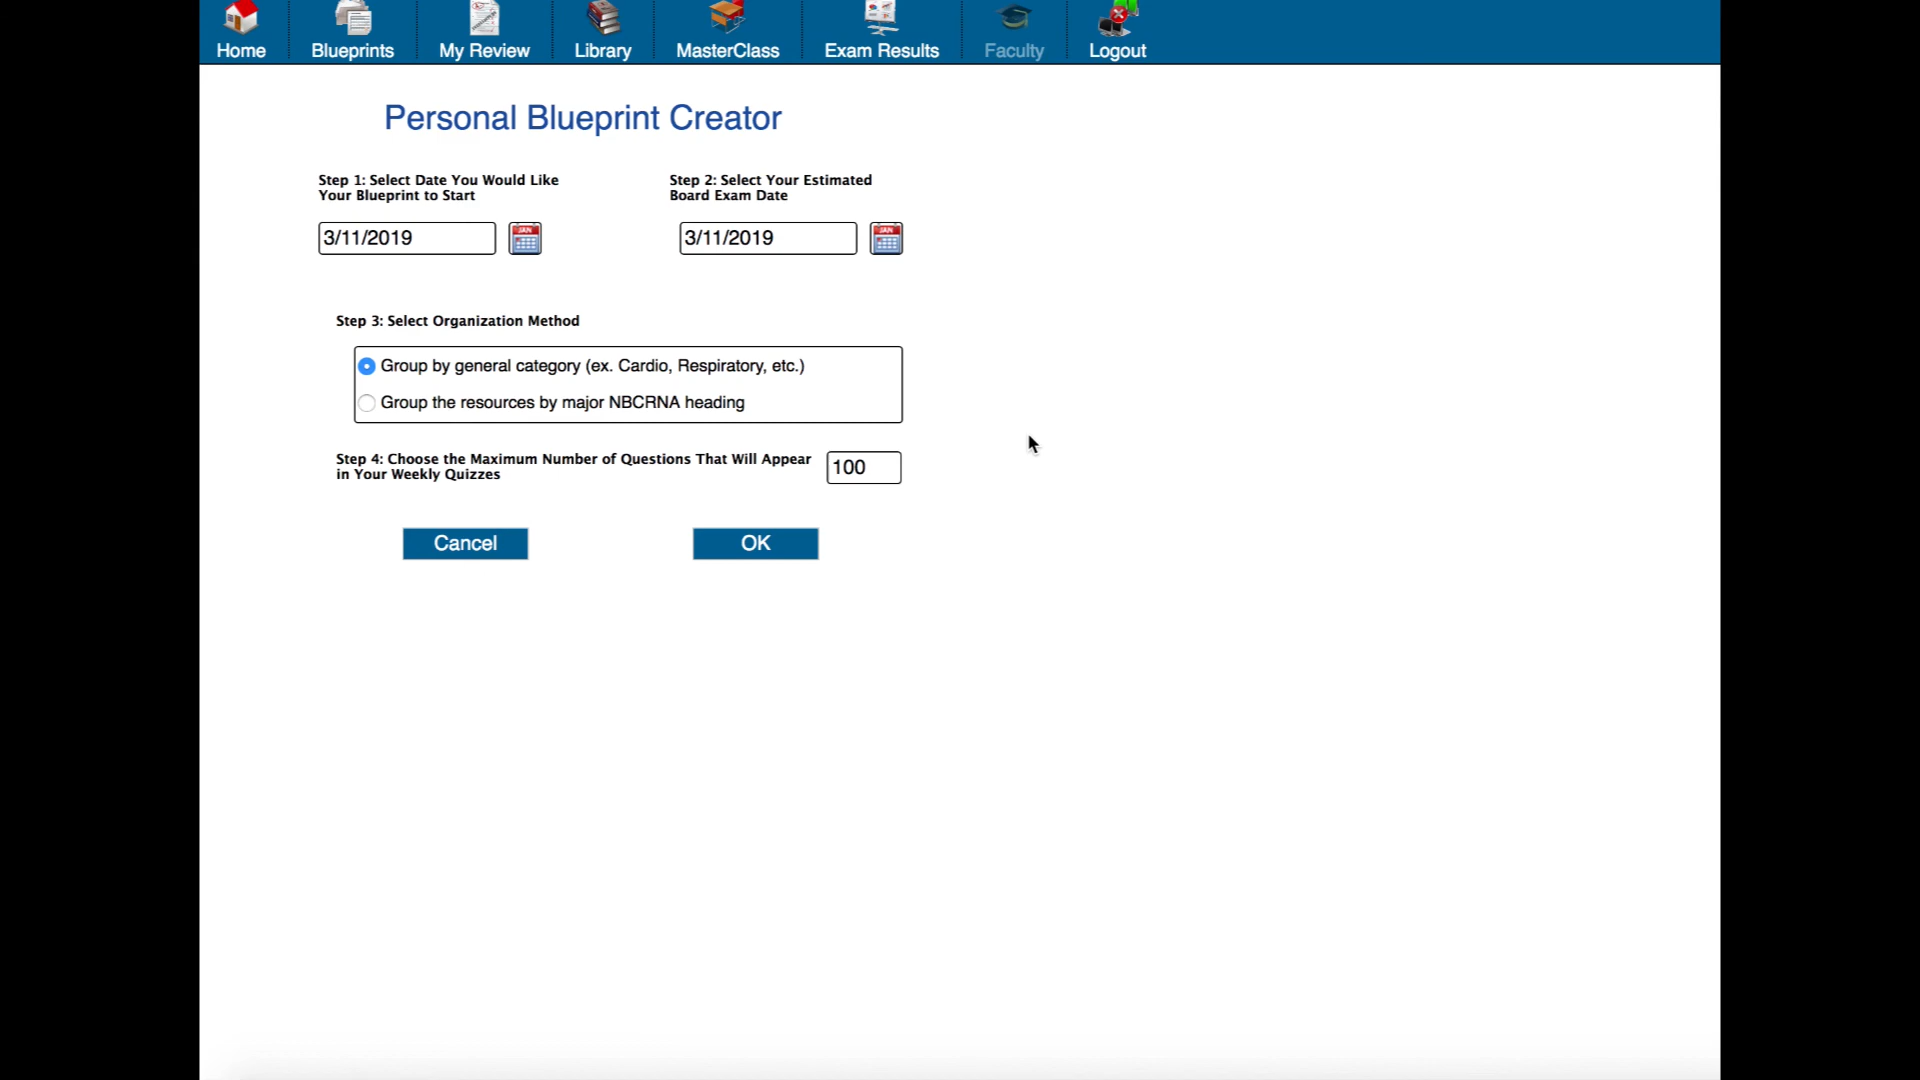 Home Blueprints My Review Library MasterClass Exam Results Faculty Logout
Personal Blueprint Creator
Step 1: Select Date You Would Like
Your Blueprint to Start
Step 2: Select Your Estimated
Board Exam Date
3/11/2019
JAN
3/11/2019
JAN
Step 3: Select Organization Method
Group by general category (ex. Cardio, Respiratory, etc.)
Group the resources by major NBCRNA heading
Step 4: Choose the Maximum Number of Questions That Will Appear
in Your Weekly Quizzes
100
Cancel
OK